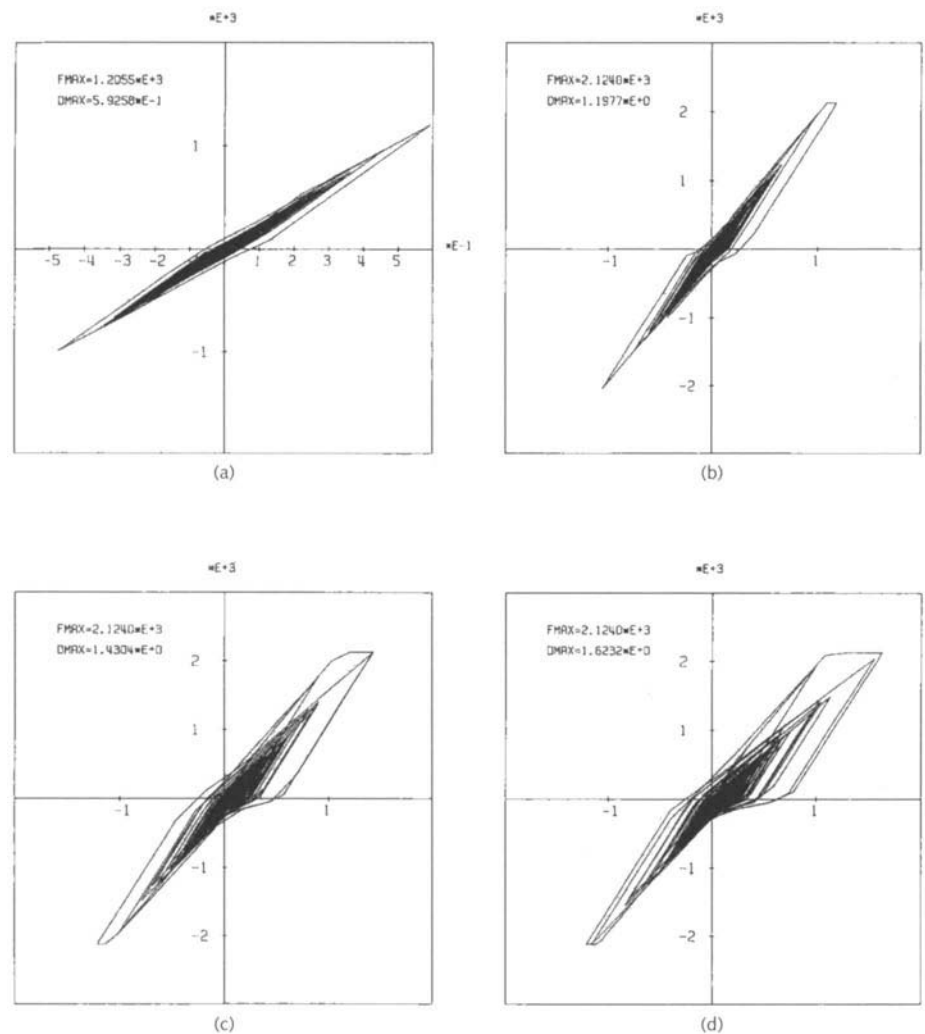 *E+3
FMAX=1.2055*E+3
DMAX=5.9258*E-1
1
-5 -4 -3 -2 1 2 3 4 5
*E-1
-1
(a)
*E+3
FMAX=2.1240*E+3
DMAX=1.1977*E+0
2
1
-1 1
-1
-2
(b)
*E+3
FMAX=2.1240*E+3
DMAX=1.4304*E+0
2
1
-1 1
-1
-2
(c)
*E+3
FMAX=2.1240*E+3
DMAX=1.6232*E+0
2
1
-1 1
-1
-2
(d)